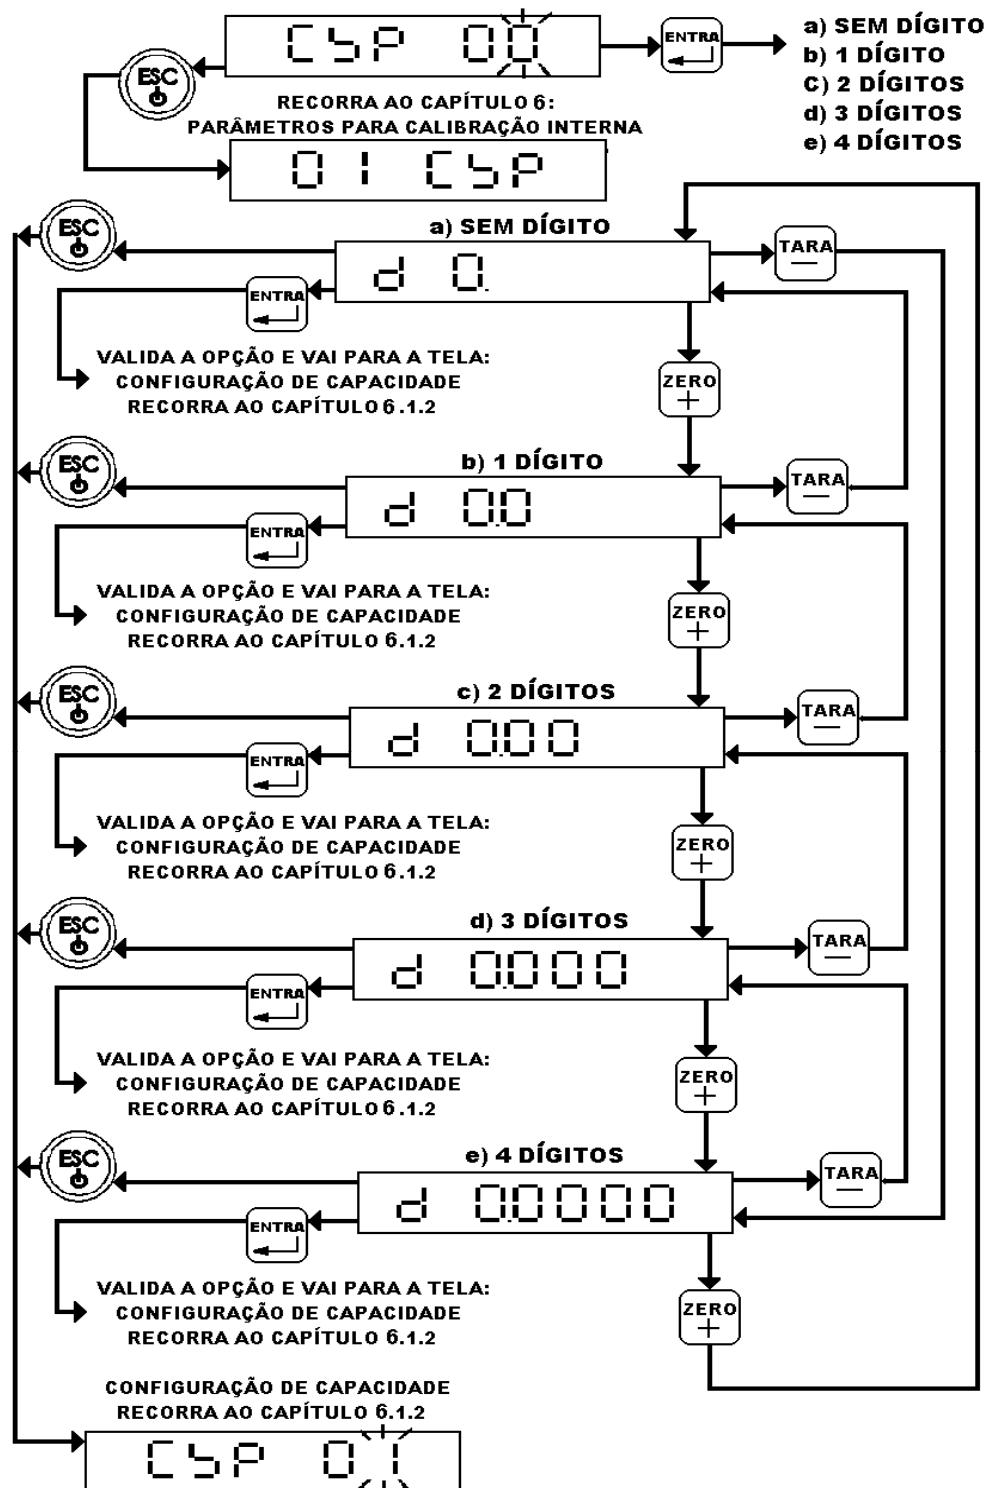 CSP 00
ENTRA
a) SEM DÍGITO
b) 1 DÍGITO
C) 2 DÍGITOS
d) 3 DÍGITOS
e) 4 DÍGITOS
ESC
RECORRA AO CAPÍTULO 6:
PARÂMETROS PARA CALIBRAÇÃO INTERNA
01 CSP
ESC
a) SEM DÍGITO
d 0.
TARA
—
ENTRA
VALIDA A OPÇÃO E VAI PARA A TELA:
CONFIGURAÇÃO DE CAPACIDADE
RECORRA AO CAPÍTULO 6.1.2
ZERO
+
ESC
b) 1 DÍGITO
d 0.0
TARA
—
ENTRA
VALIDA A OPÇÃO E VAI PARA A TELA:
CONFIGURAÇÃO DE CAPACIDADE
RECORRA AO CAPÍTULO 6.1.2
ZERO
+
ESC
c) 2 DÍGITOS
d 0.00
TARA
—
ENTRA
VALIDA A OPÇÃO E VAI PARA A TELA:
CONFIGURAÇÃO DE CAPACIDADE
RECORRA AO CAPÍTULO 6.1.2
ZERO
+
ESC
d) 3 DÍGITOS
d 0.000
TARA
—
ENTRA
VALIDA A OPÇÃO E VAI PARA A TELA:
CONFIGURAÇÃO DE CAPACIDADE
RECORRA AO CAPÍTULO 6.1.2
ZERO
+
ESC
e) 4 DÍGITOS
d 0.0000
TARA
—
ENTRA
VALIDA A OPÇÃO E VAI PARA A TELA:
CONFIGURAÇÃO DE CAPACIDADE
RECORRA AO CAPÍTULO 6.1.2
ZERO
+
CONFIGURAÇÃO DE CAPACIDADE
RECORRA AO CAPÍTULO 6.1.2
CSP 01